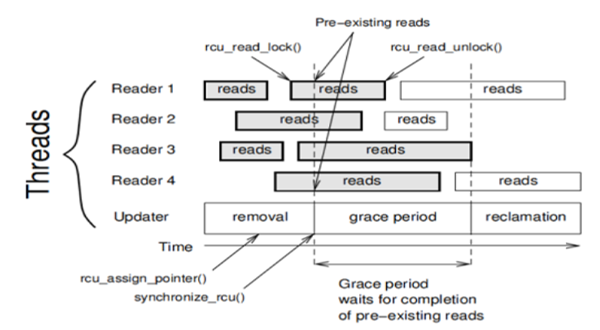 Pre-existing reads
rcu_read_lock()
rcu_read_unlock()
Threads
Reader 1
reads
reads
reads
Reader 2
reads
reads
Reader 3
reads
reads
Reader 4
reads
reads
Updater
removal
grace period
reclamation
Time
rcu_assign_pointer()
synchronize_rcu()
Grace period
waits for completion
of pre-existing reads